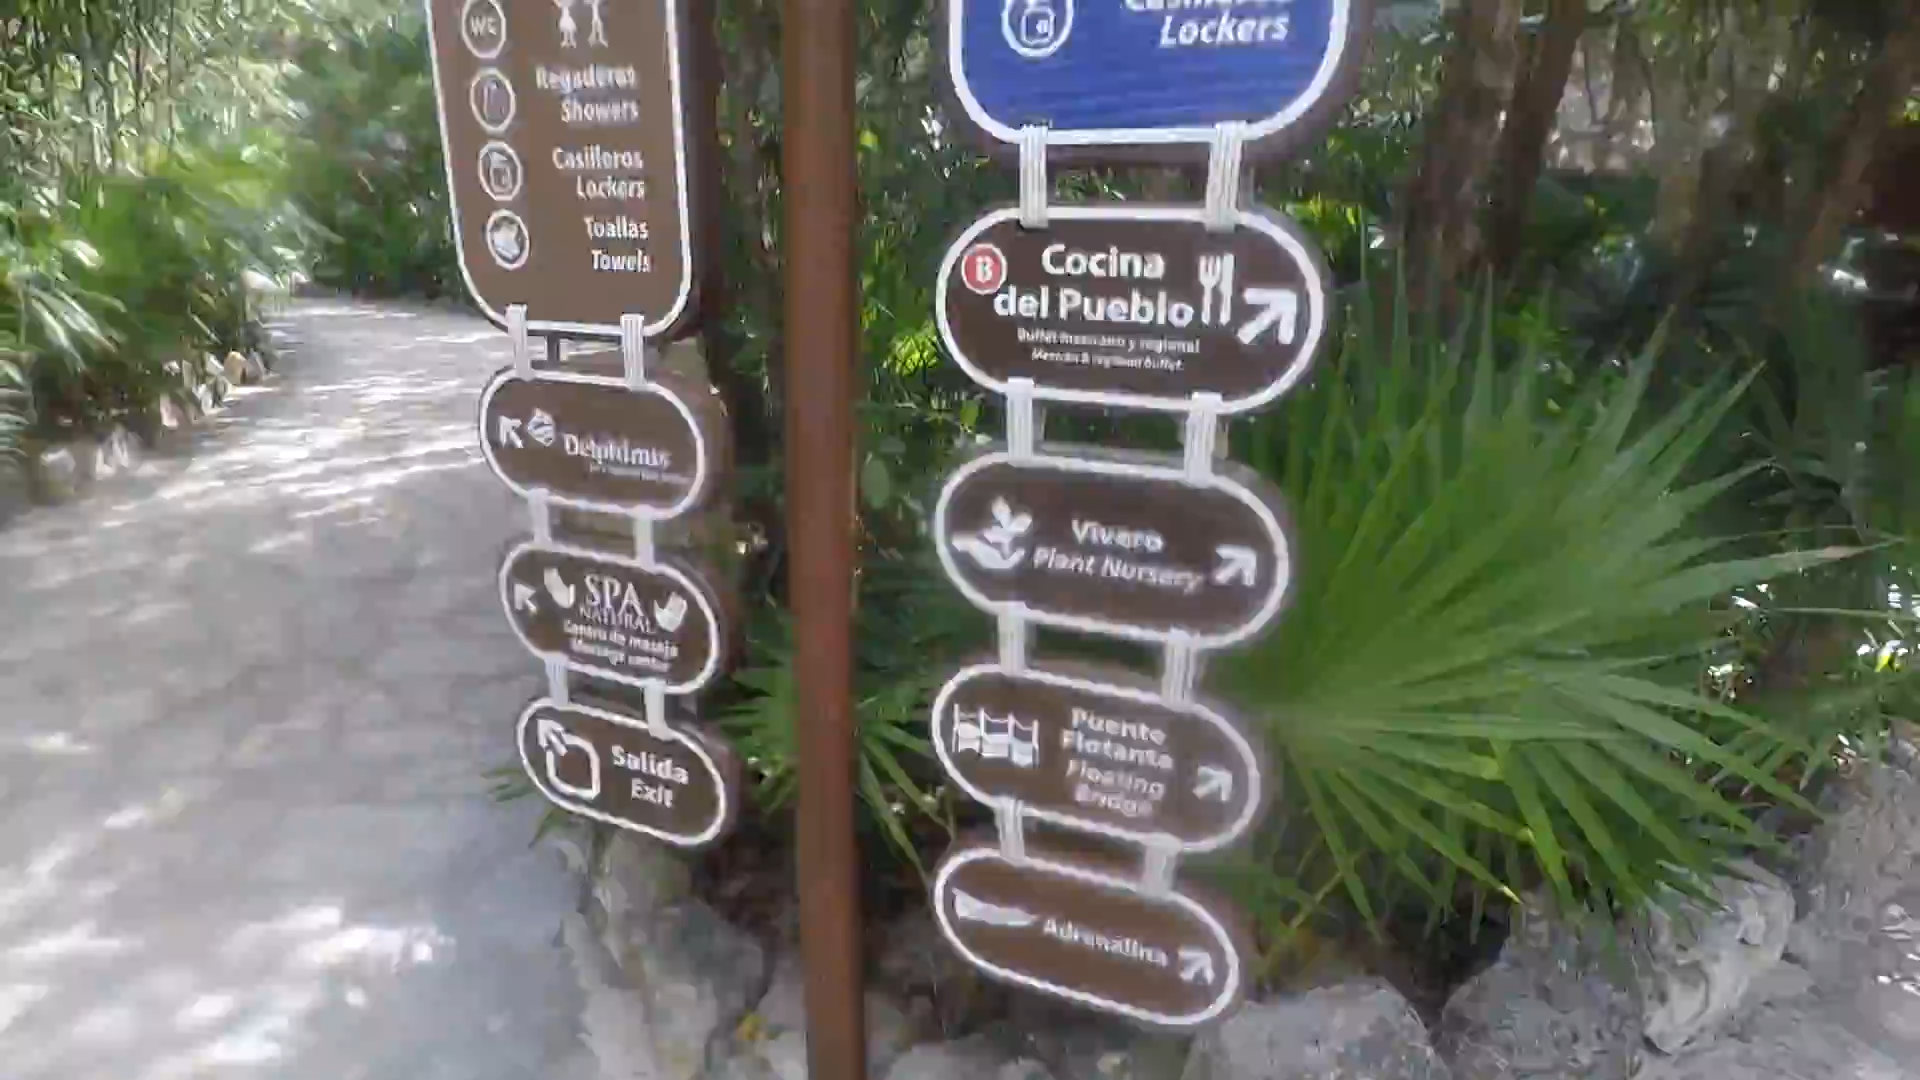 WC
Regaderas
Showers
Casilleros
Lockers
Toallas
Towels
Delphinus
SPA
NATURAL
Centro de masaje
Massage center
Salida
Exit
Casilleros
Lockers
B
Cocina
del Pueblo
Buffet mexicano y regional
Mexican & regional buffet
Vivero
Plant Nursery
Puente
Flotante
Floating
Bridge
Adrenalina